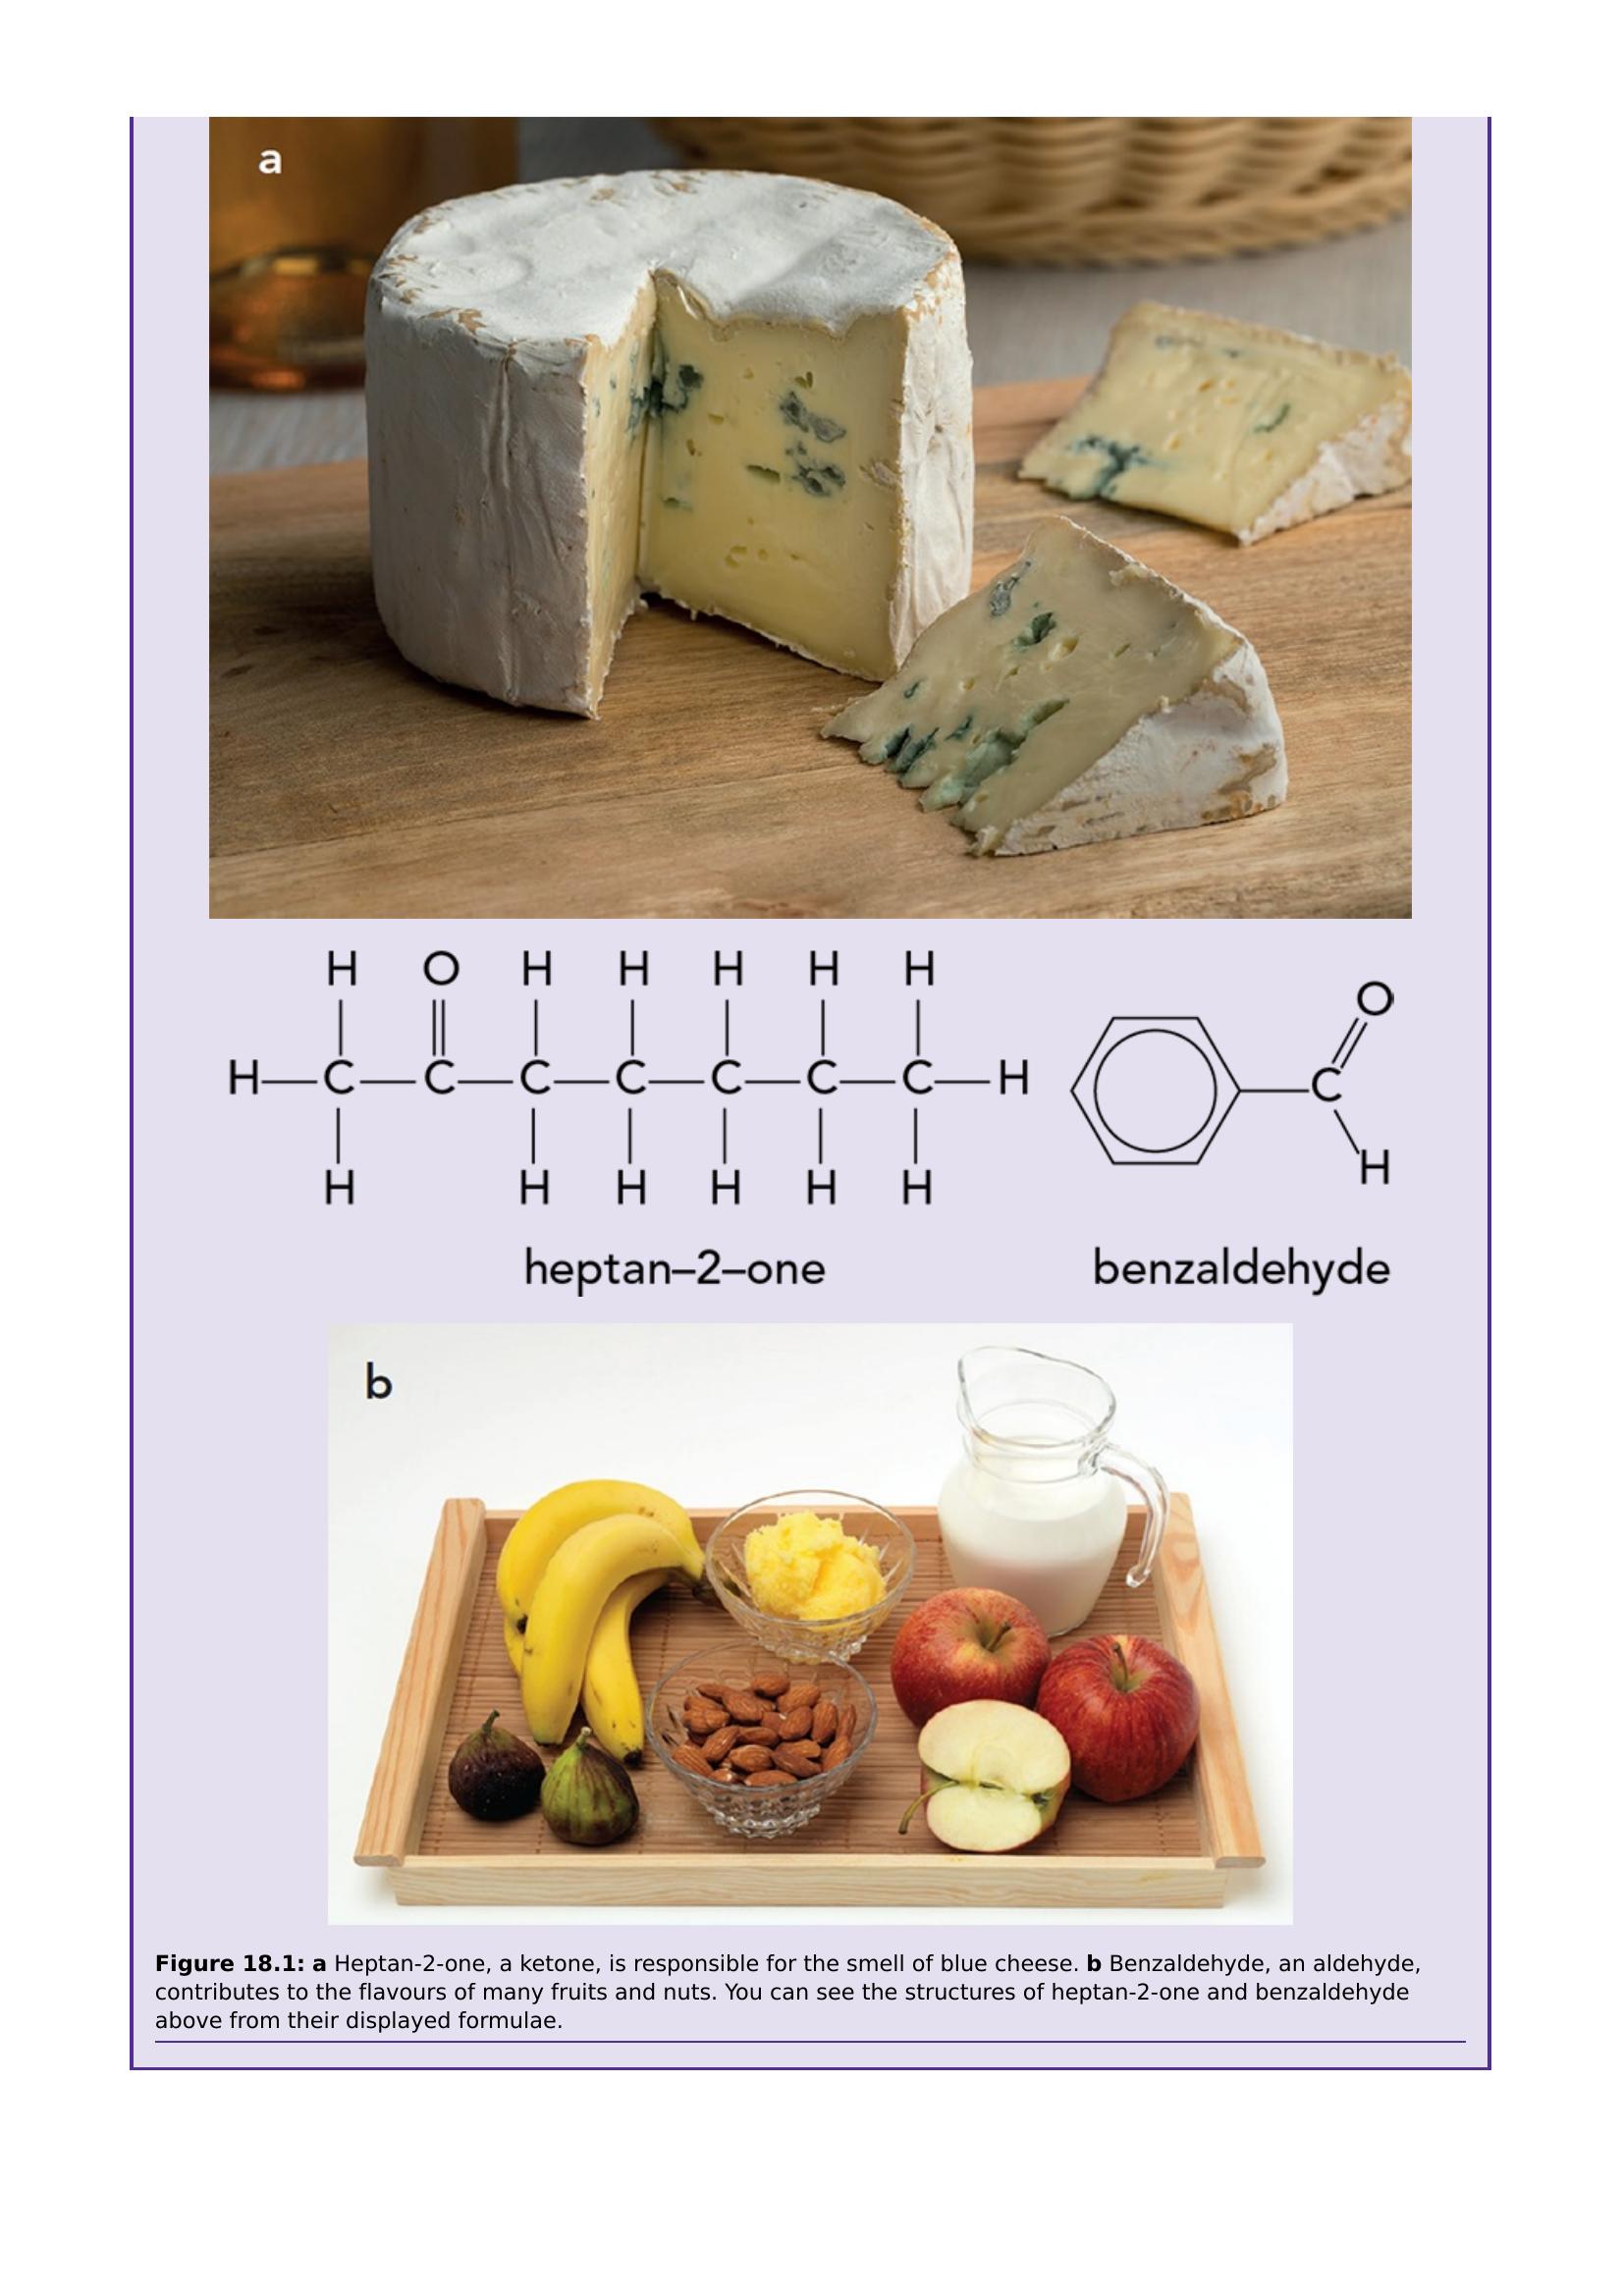 a
H O H H H H H
O
H—C—C—C—C—C—C—C—H
C
H H H H H H
H
heptan–2–one
benzaldehyde
b
Figure 18.1: a Heptan-2-one, a ketone, is responsible for the smell of blue cheese. b Benzaldehyde, an aldehyde,
contributes to the flavours of many fruits and nuts. You can see the structures of heptan-2-one and benzaldehyde
above from their displayed formulae.